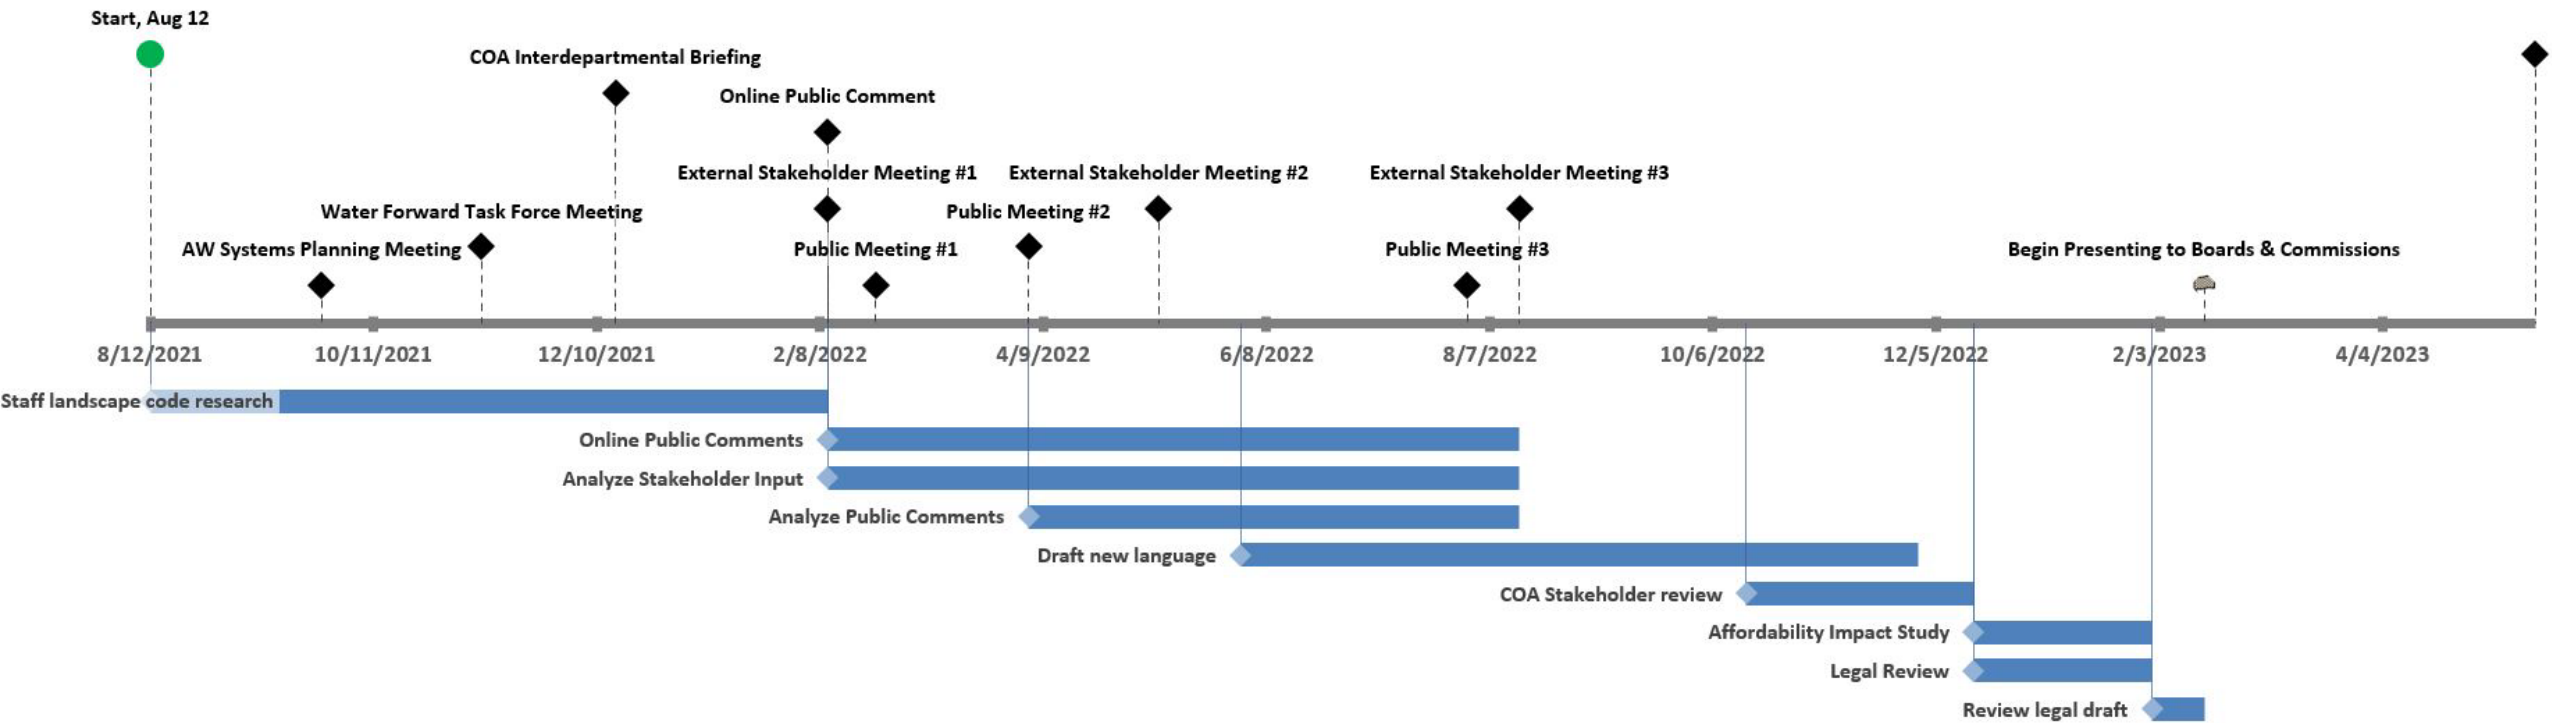 Start, Aug 12
COA Interdepartmental Briefing
Online Public Comment
External Stakeholder Meeting #1
External Stakeholder Meeting #2
External Stakeholder Meeting #3
Water Forward Task Force Meeting
Public Meeting #2
AW Systems Planning Meeting
Public Meeting #1
Public Meeting #3
Begin Presenting to Boards & Commissions
8/12/2021
10/11/2021
12/10/2021
2/8/2022
4/9/2022
6/8/2022
8/7/2022
10/6/2022
12/5/2022
2/3/2023
4/4/2023
Staff landscape code research
Online Public Comments
Analyze Stakeholder Input
Analyze Public Comments
Draft new language
COA Stakeholder review
Affordability Impact Study
Legal Review
Review legal draft